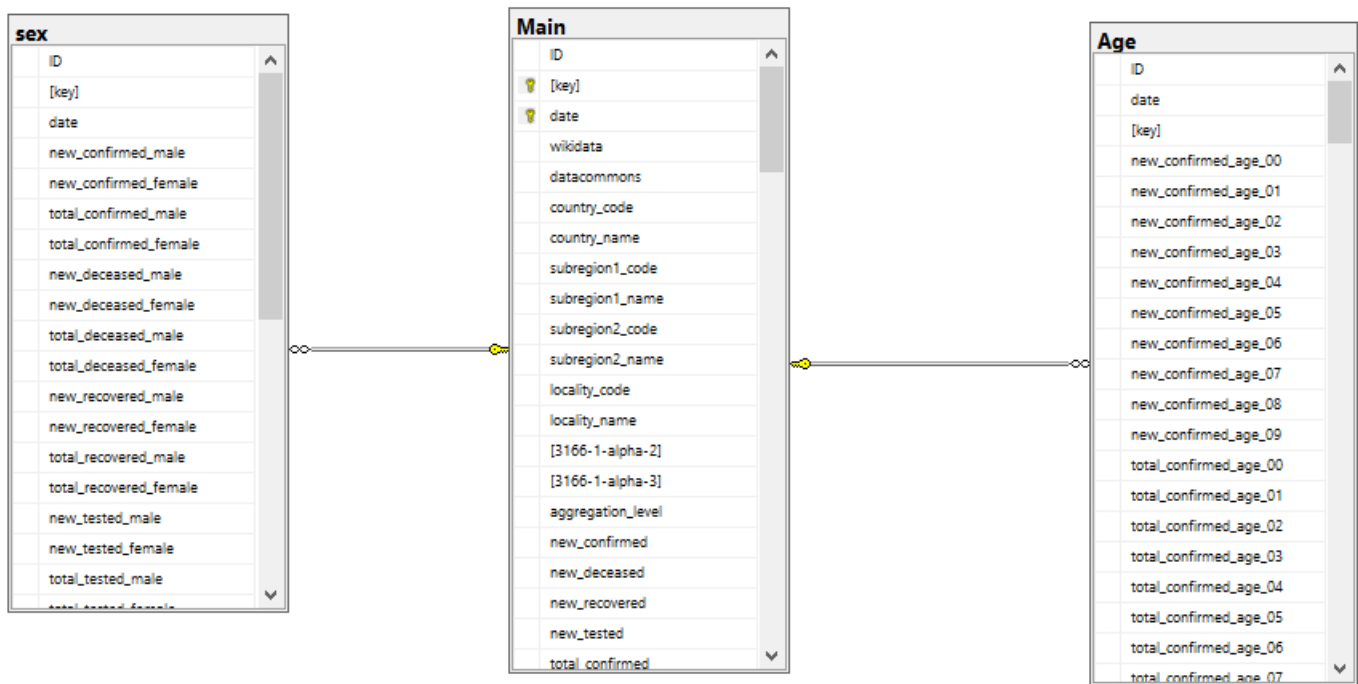 sex
ID
[key]
date
new_confirmed_male
new_confirmed_female
total_confirmed_male
total_confirmed_female
new_deceased_male
new_deceased_female
total_deceased_male
total_deceased_female
new_recovered_male
new_recovered_female
total_recovered_male
total_recovered_female
new_tested_male
new_tested_female
total_tested_male
total_tested_female
Main
ID
[key]
date
wikidata
datacommons
country_code
country_name
subregion1_code
subregion1_name
subregion2_code
subregion2_name
locality_code
locality_name
[3166-1-alpha-2]
[3166-1-alpha-3]
aggregation_level
new_confirmed
new_deceased
new_recovered
new_tested
total_confirmed
Age
ID
date
[key]
new_confirmed_age_00
new_confirmed_age_01
new_confirmed_age_02
new_confirmed_age_03
new_confirmed_age_04
new_confirmed_age_05
new_confirmed_age_06
new_confirmed_age_07
new_confirmed_age_08
new_confirmed_age_09
total_confirmed_age_00
total_confirmed_age_01
total_confirmed_age_02
total_confirmed_age_03
total_confirmed_age_04
total_confirmed_age_05
total_confirmed_age_06
total_confirmed_age_07